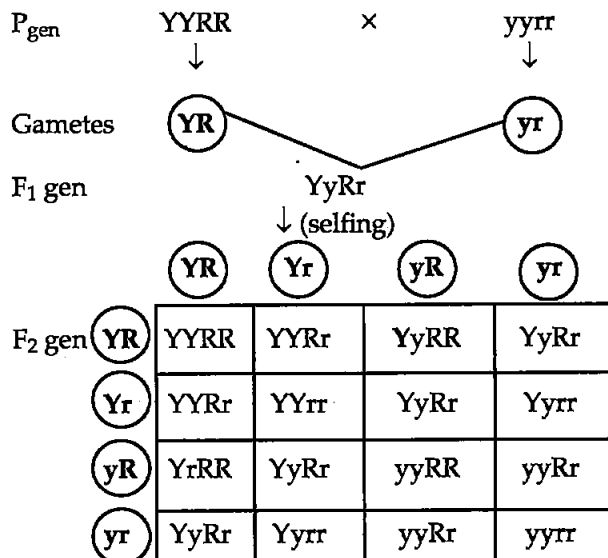 P gen YYRR × yyrr
↓ ↓
Gametes YR yr
F1 gen YyRr
↓ (selfing)
YR Yr yR yr
F2 gen YR YYRR YYRr YyRR YyRr
Yr YYRr YYrr YyRr Yyrr
yR YrRR YyRr yyRR yyRr
yr YyRr Yyrr yyRr yyrr